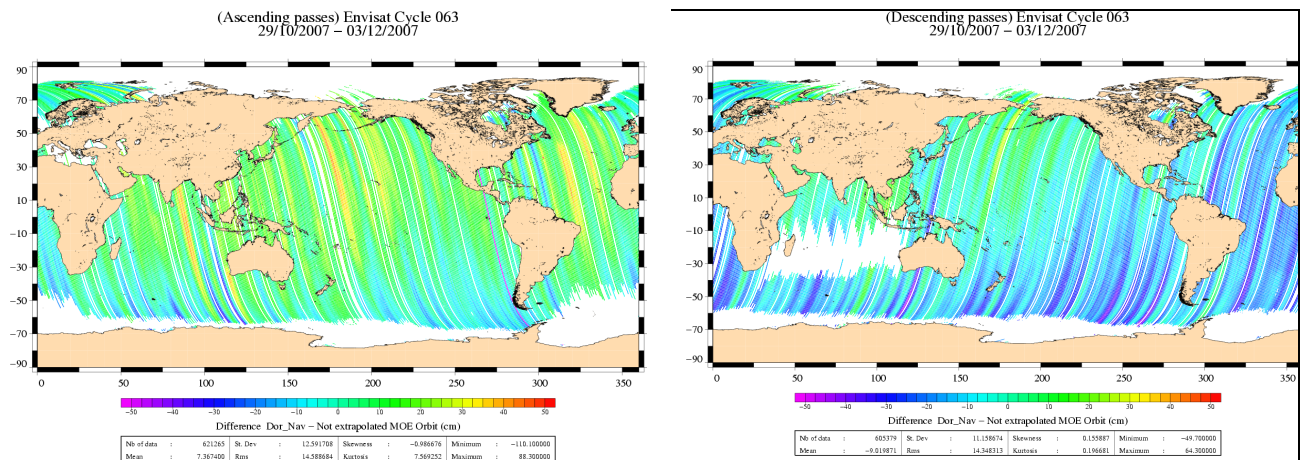 (Ascending passes) Envisat Cycle 063
29/10/2007 − 03/12/2007
90
70
50
30
10
−10
−30
−50
−70
−90
0 50 100 150 200 250 300 350
−50 −40 −30 −20 −10 0 10 20 30 40 50
Difference Dor_Nav − Not extrapolated MOE Orbit (cm)
Nb of data : 621265 St. Dev : 12.591708 Skewness : −0.986676 Minimum : −110.100000
Mean : 7.367400 Rms : 14.588684 Kurtosis : 7.569252 Maximum : 88.300000
(Descending passes) Envisat Cycle 063
29/10/2007 − 03/12/2007
90
70
50
30
10
−10
−30
−50
−70
−90
0 50 100 150 200 250 300 350
−50 −40 −30 −20 −10 0 10 20 30 40 50
Difference Dor_Nav − Not extrapolated MOE Orbit (cm)
Nb of data : 605379 St. Dev : 11.158674 Skewness : 0.155887 Minimum : −49.700000
Mean : −9.019871 Rms : 14.348313 Kurtosis : 0.196681 Maximum : 64.300000